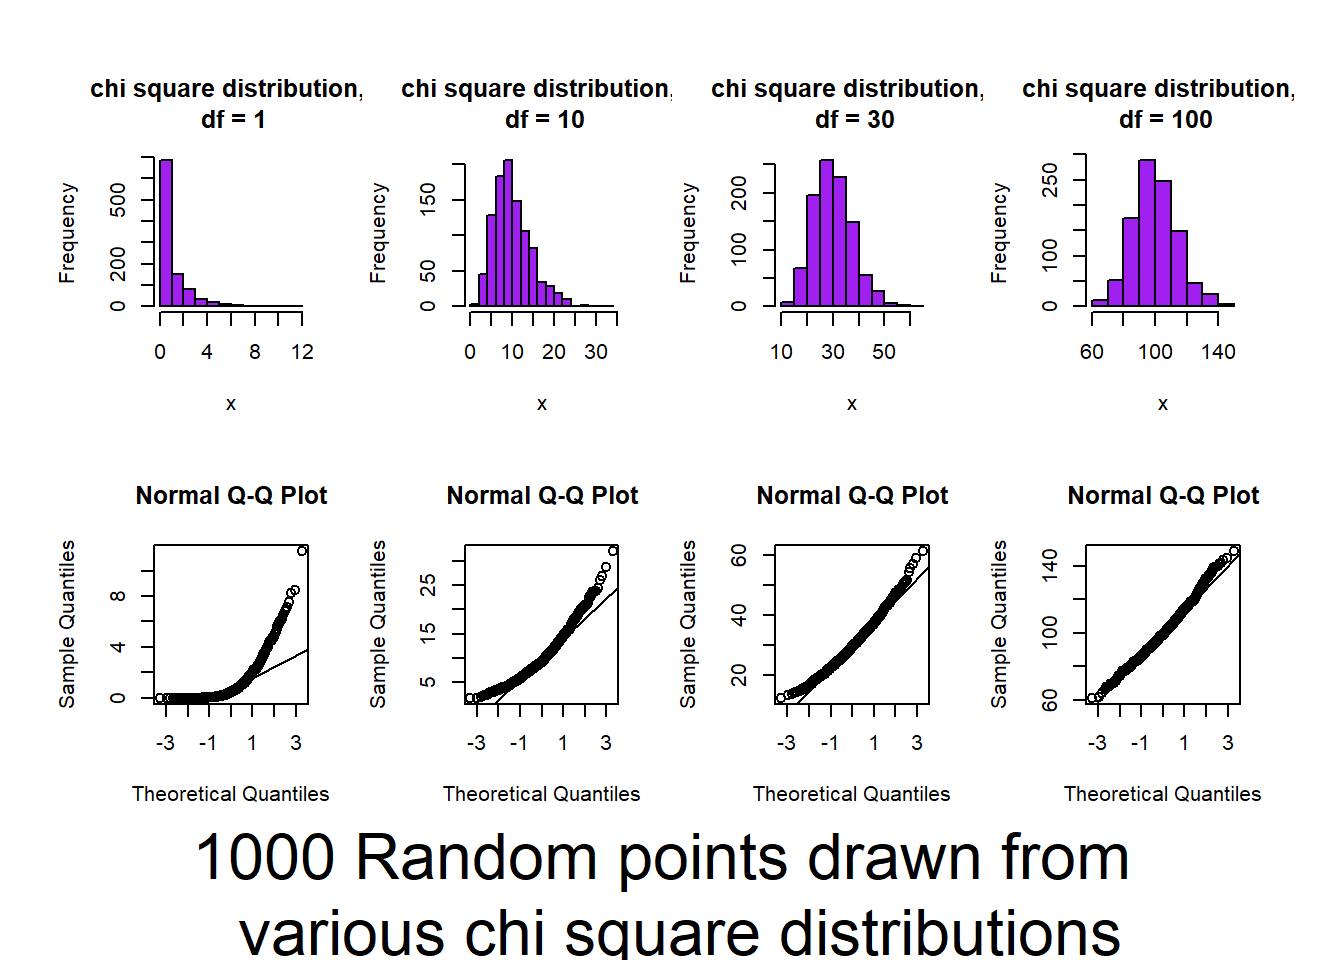 chi square distribution,
df = 1
chi square distribution,
df = 10
chi square distribution,
df = 30
chi square distribution,
df = 100
Frequency
500
200
0
0 4 8 12
x
Frequency
150
50
0
0 10 20 30
x
Frequency
200
100
0
10 30 50
x
Frequency
250
100
0
60 100 140
x
Normal Q-Q Plot
Sample Quantiles
8
4
0
-3 -1 1 3
Theoretical Quantiles
Normal Q-Q Plot
Sample Quantiles
25
15
5
-3 -1 1 3
Theoretical Quantiles
Normal Q-Q Plot
Sample Quantiles
60
40
20
-3 -1 1 3
Theoretical Quantiles
Normal Q-Q Plot
Sample Quantiles
140
100
60
-3 -1 1 3
Theoretical Quantiles
1000 Random points drawn from
various chi square distributions